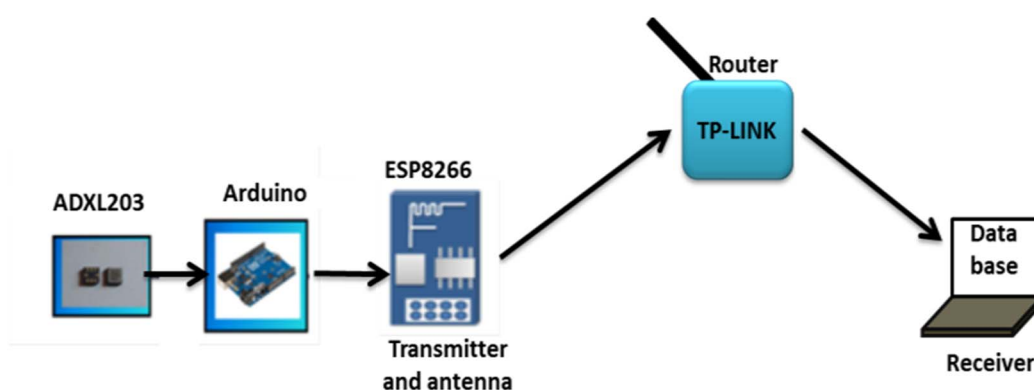 ADXL203
Arduino
ESP8266
Transmitter
and antenna
Router
TP-LINK
Data
base
Receiver